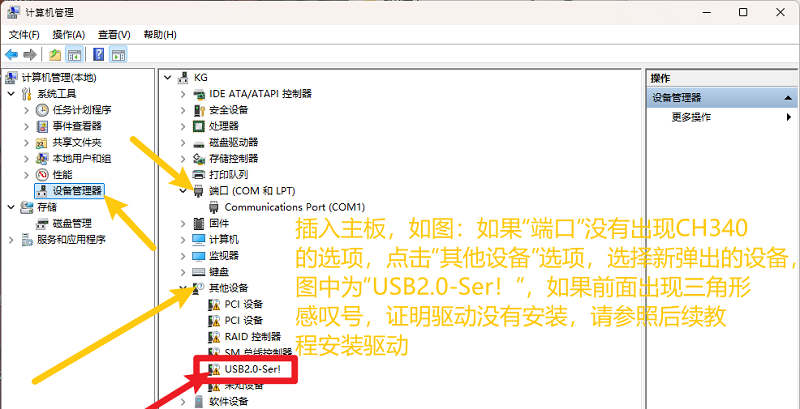 计算机管理
文件(F) 操作(A) 查看(V) 帮助(H)
计算机管理(本地)
系统工具
任务计划程序
事件查看器
共享文件夹
本地用户和组
性能
设备管理器
存储
磁盘管理
服务和应用程序
KG
IDE ATA/ATAPI 控制器
安全设备
处理器
磁盘驱动器
存储控制器
打印队列
端口 (COM 和 LPT)
Communications Port (COM1)
固件
计算机
监视器
键盘
其他设备
PCI 设备
PCI 设备
RAID 控制器
SM 总线控制器
USB2.0-Ser!
未知设备
软件设备
插入主板，如图：如果“端口”没有出现CH340
的选项，点击“其他设备”选项，选择新弹出的设备，
图中为“USB2.0-Ser！”，如果前面出现三角形
感叹号，证明驱动没有安装，请参照后续教
程安装驱动
操作
设备管理器
更多操作